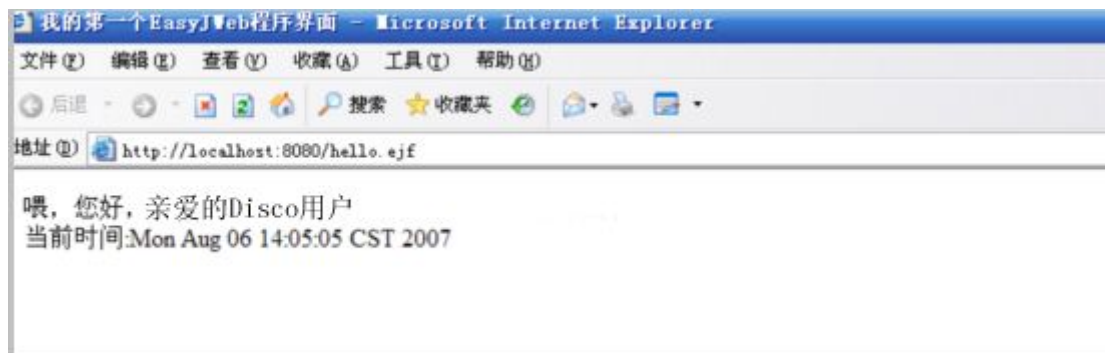 我的第一个EasyJWeb程序界面 - Microsoft Internet Explorer
文件(F) 编辑(E) 查看(V) 收藏(A) 工具(T) 帮助(H)
后退 搜索 收藏夹
地址(D) http://localhost:8080/hello.ejf
喂，您好，亲爱的Disco用户
当前时间:Mon Aug 06 14:05:05 CST 2007